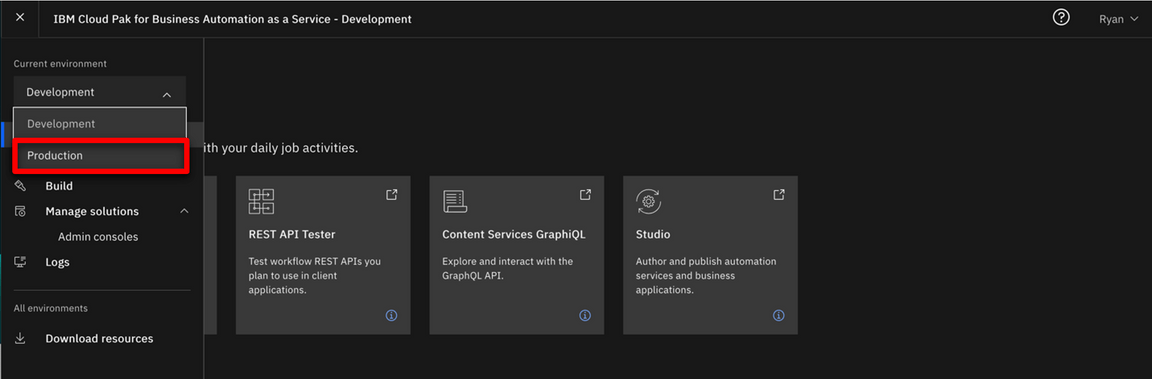 IBM Cloud Pak for Business Automation as a Service - Development
Ryan
Current environment
Development
Development
Production
ith your daily job activities.
Build
Manage solutions
Admin consoles
Logs
All environments
Download resources
REST API Tester
Test workflow REST APIs you
plan to use in client
applications.
Content Services GraphiQL
Explore and interact with the
GraphQL API.
Studio
Author and publish automation
services and business
applications.